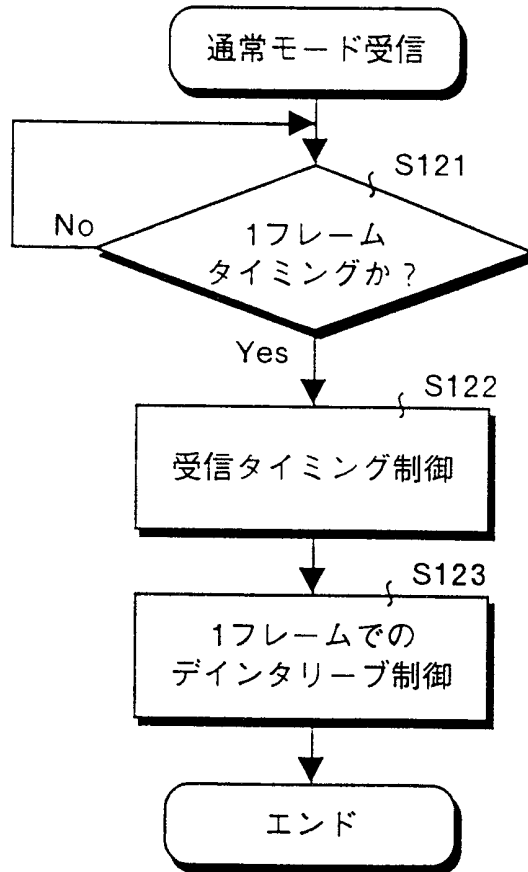 通常モード受信
S121
No
1フレーム
タイミングか?
Yes
S122
受信タイミング制御
S123
1フレームでの
デインタリーブ制御
エンド